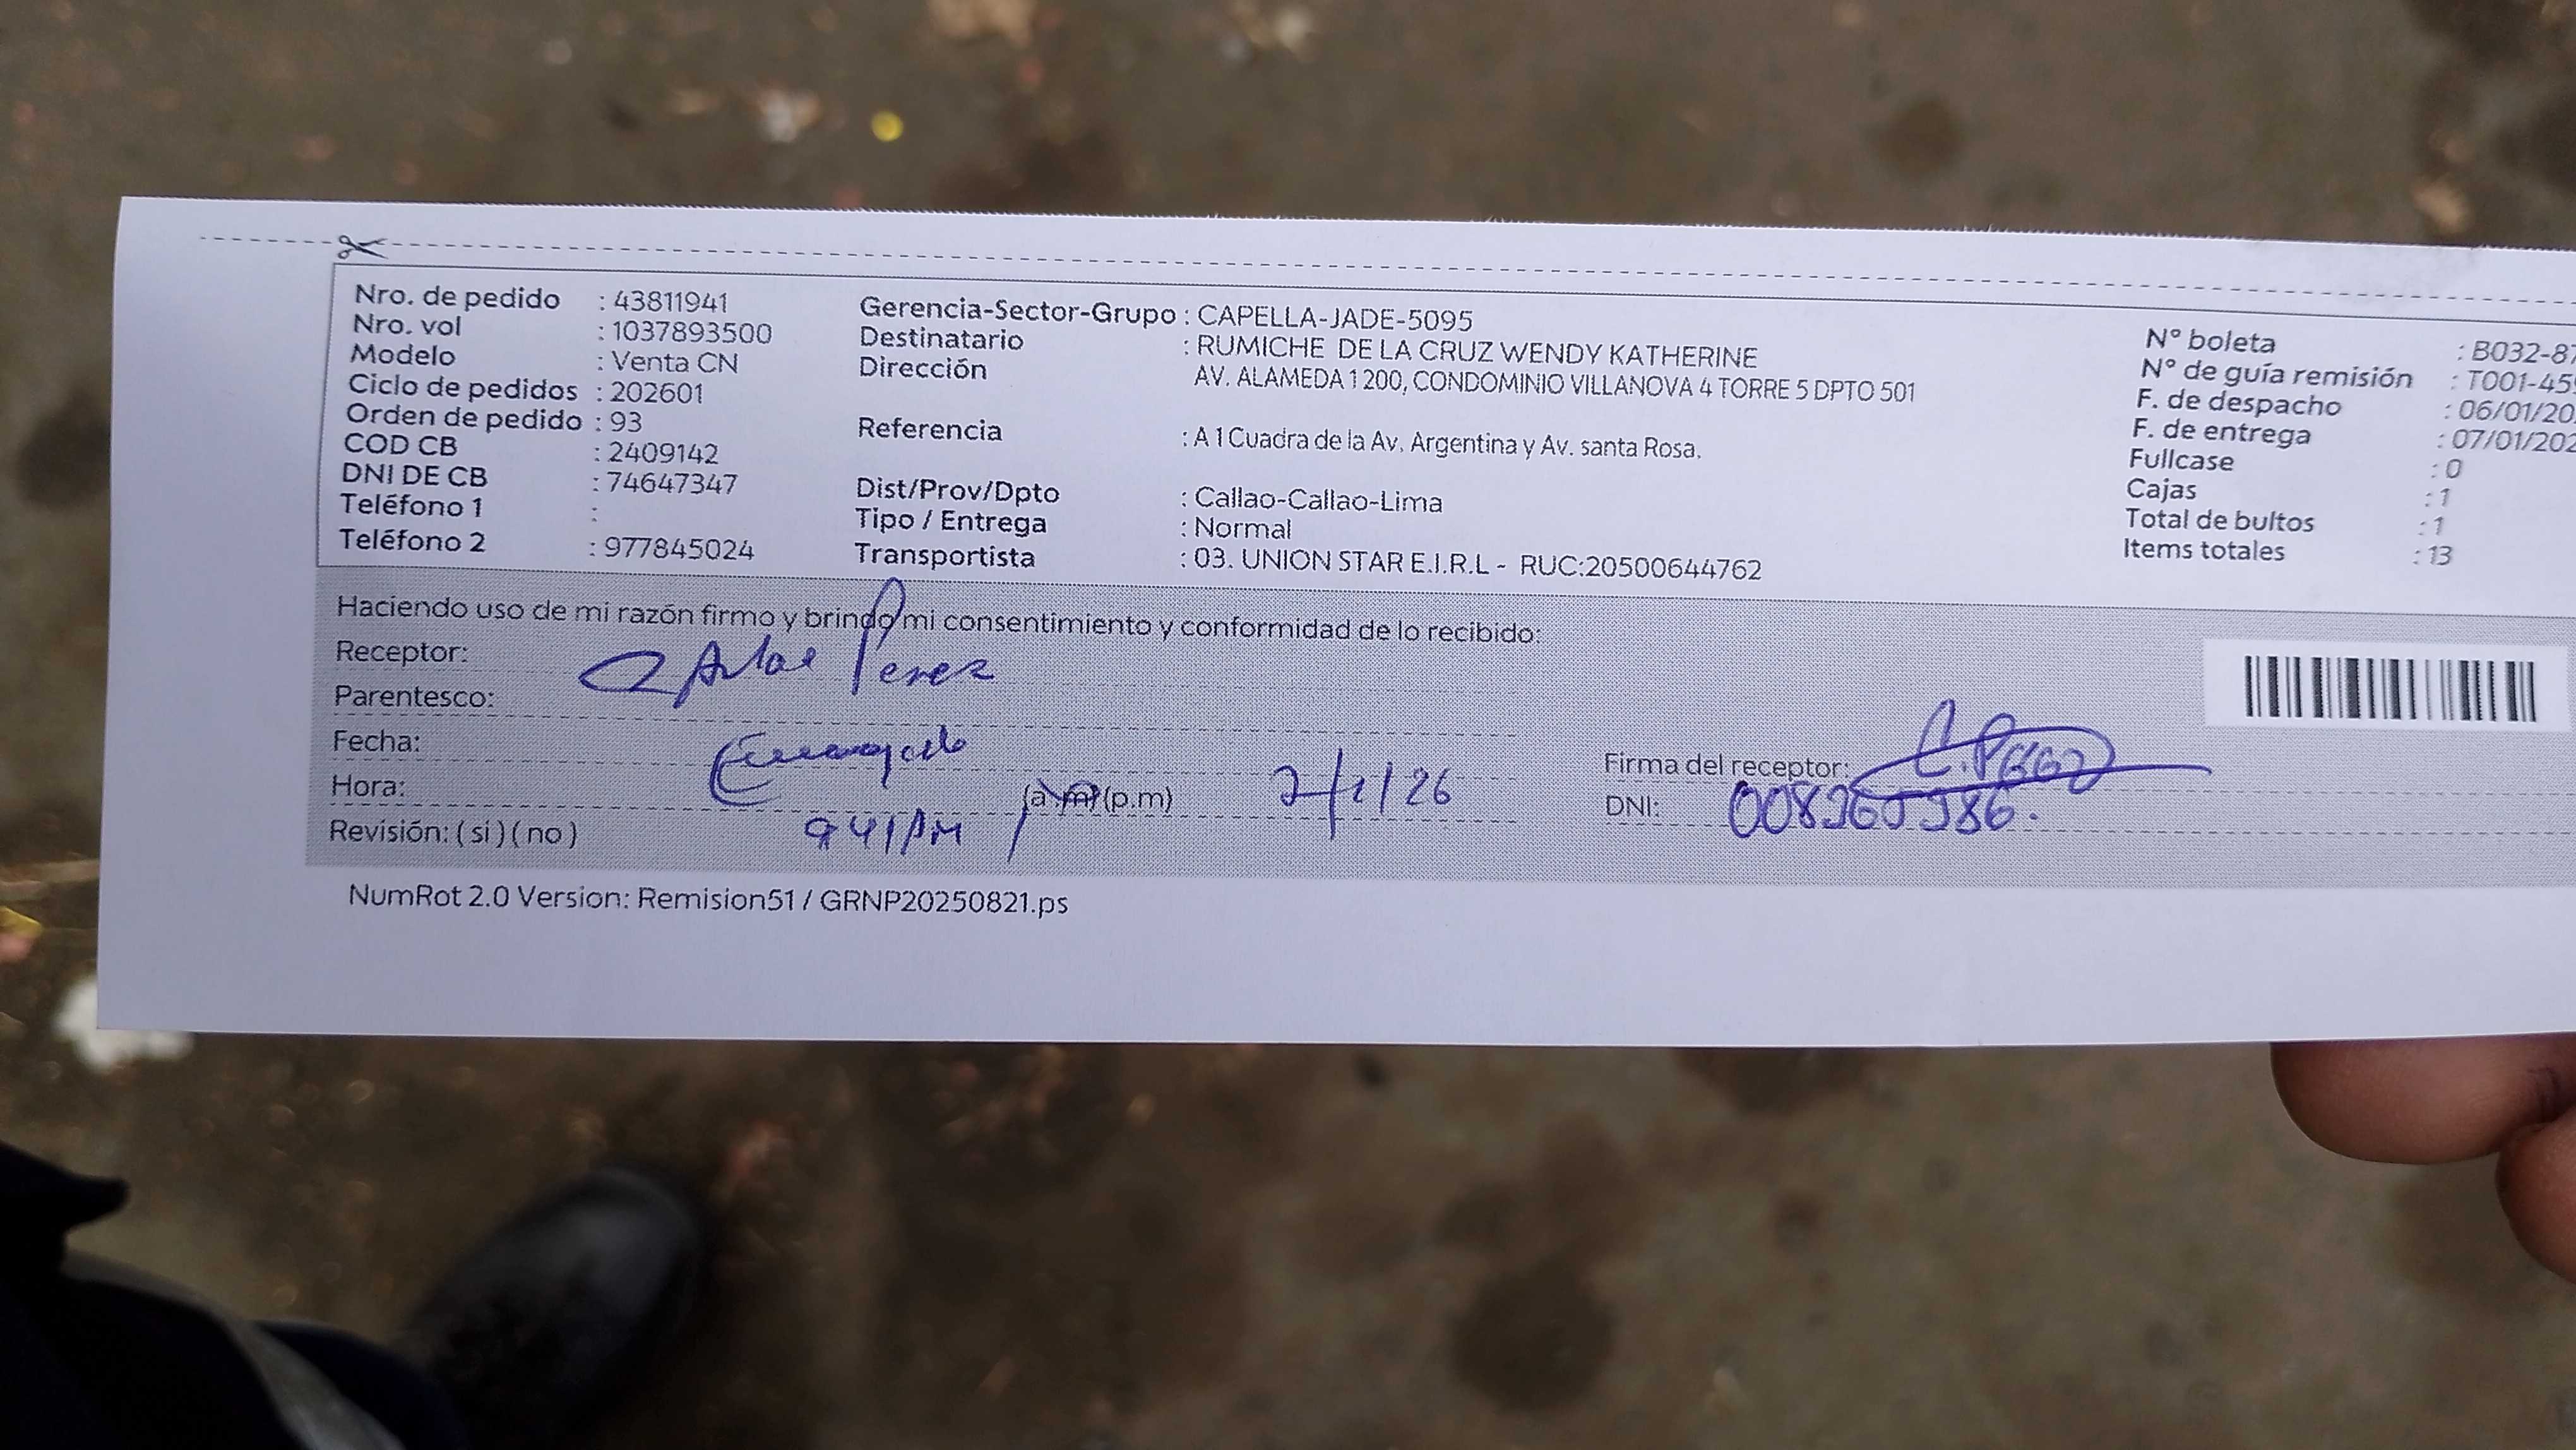 Nro. de pedido : 43811941
Nro. vol : 1037893500
Modelo : Venta CN
Ciclo de pedidos : 202601
Orden de pedido : 93
COD CB : 2409142
DNI DE CB : 74647347
Teléfono 1 :
Teléfono 2 : 977845024
Gerencia-Sector-Grupo : CAPELLA-JADE-5095
Destinatario : RUMICHE DE LA CRUZ WENDY KATHERINE
Dirección AV. ALAMEDA 1200, CONDOMINIO VILLANOVA 4 TORRE 5 DPTO 501
Referencia : A 1 Cuadra de la Av. Argentina y Av. santa Rosa.
Dist/Prov/Dpto : Callao-Callao-Lima
Tipo / Entrega : Normal
Transportista : 03. UNION STAR E.I.R.L - RUC:20500644762
N° boleta : B032-87
N° de guía remisión : T001-45
F. de despacho : 06/01/20
F. de entrega : 07/01/202
Fullcase : 0
Cajas : 1
Total de bultos : 1
Items totales : 13
Haciendo uso de mi razón firmo y brindo mi consentimiento y conformidad de lo recibido:
Receptor: Perez
Parentesco:
Fecha:
Hora: (a.m) (p.m) /1/26
Revisión: ( si ) ( no ) 941
Firma del receptor:
DNI:
NumRot 2.0 Version: Remision51 / GRNP20250821.ps